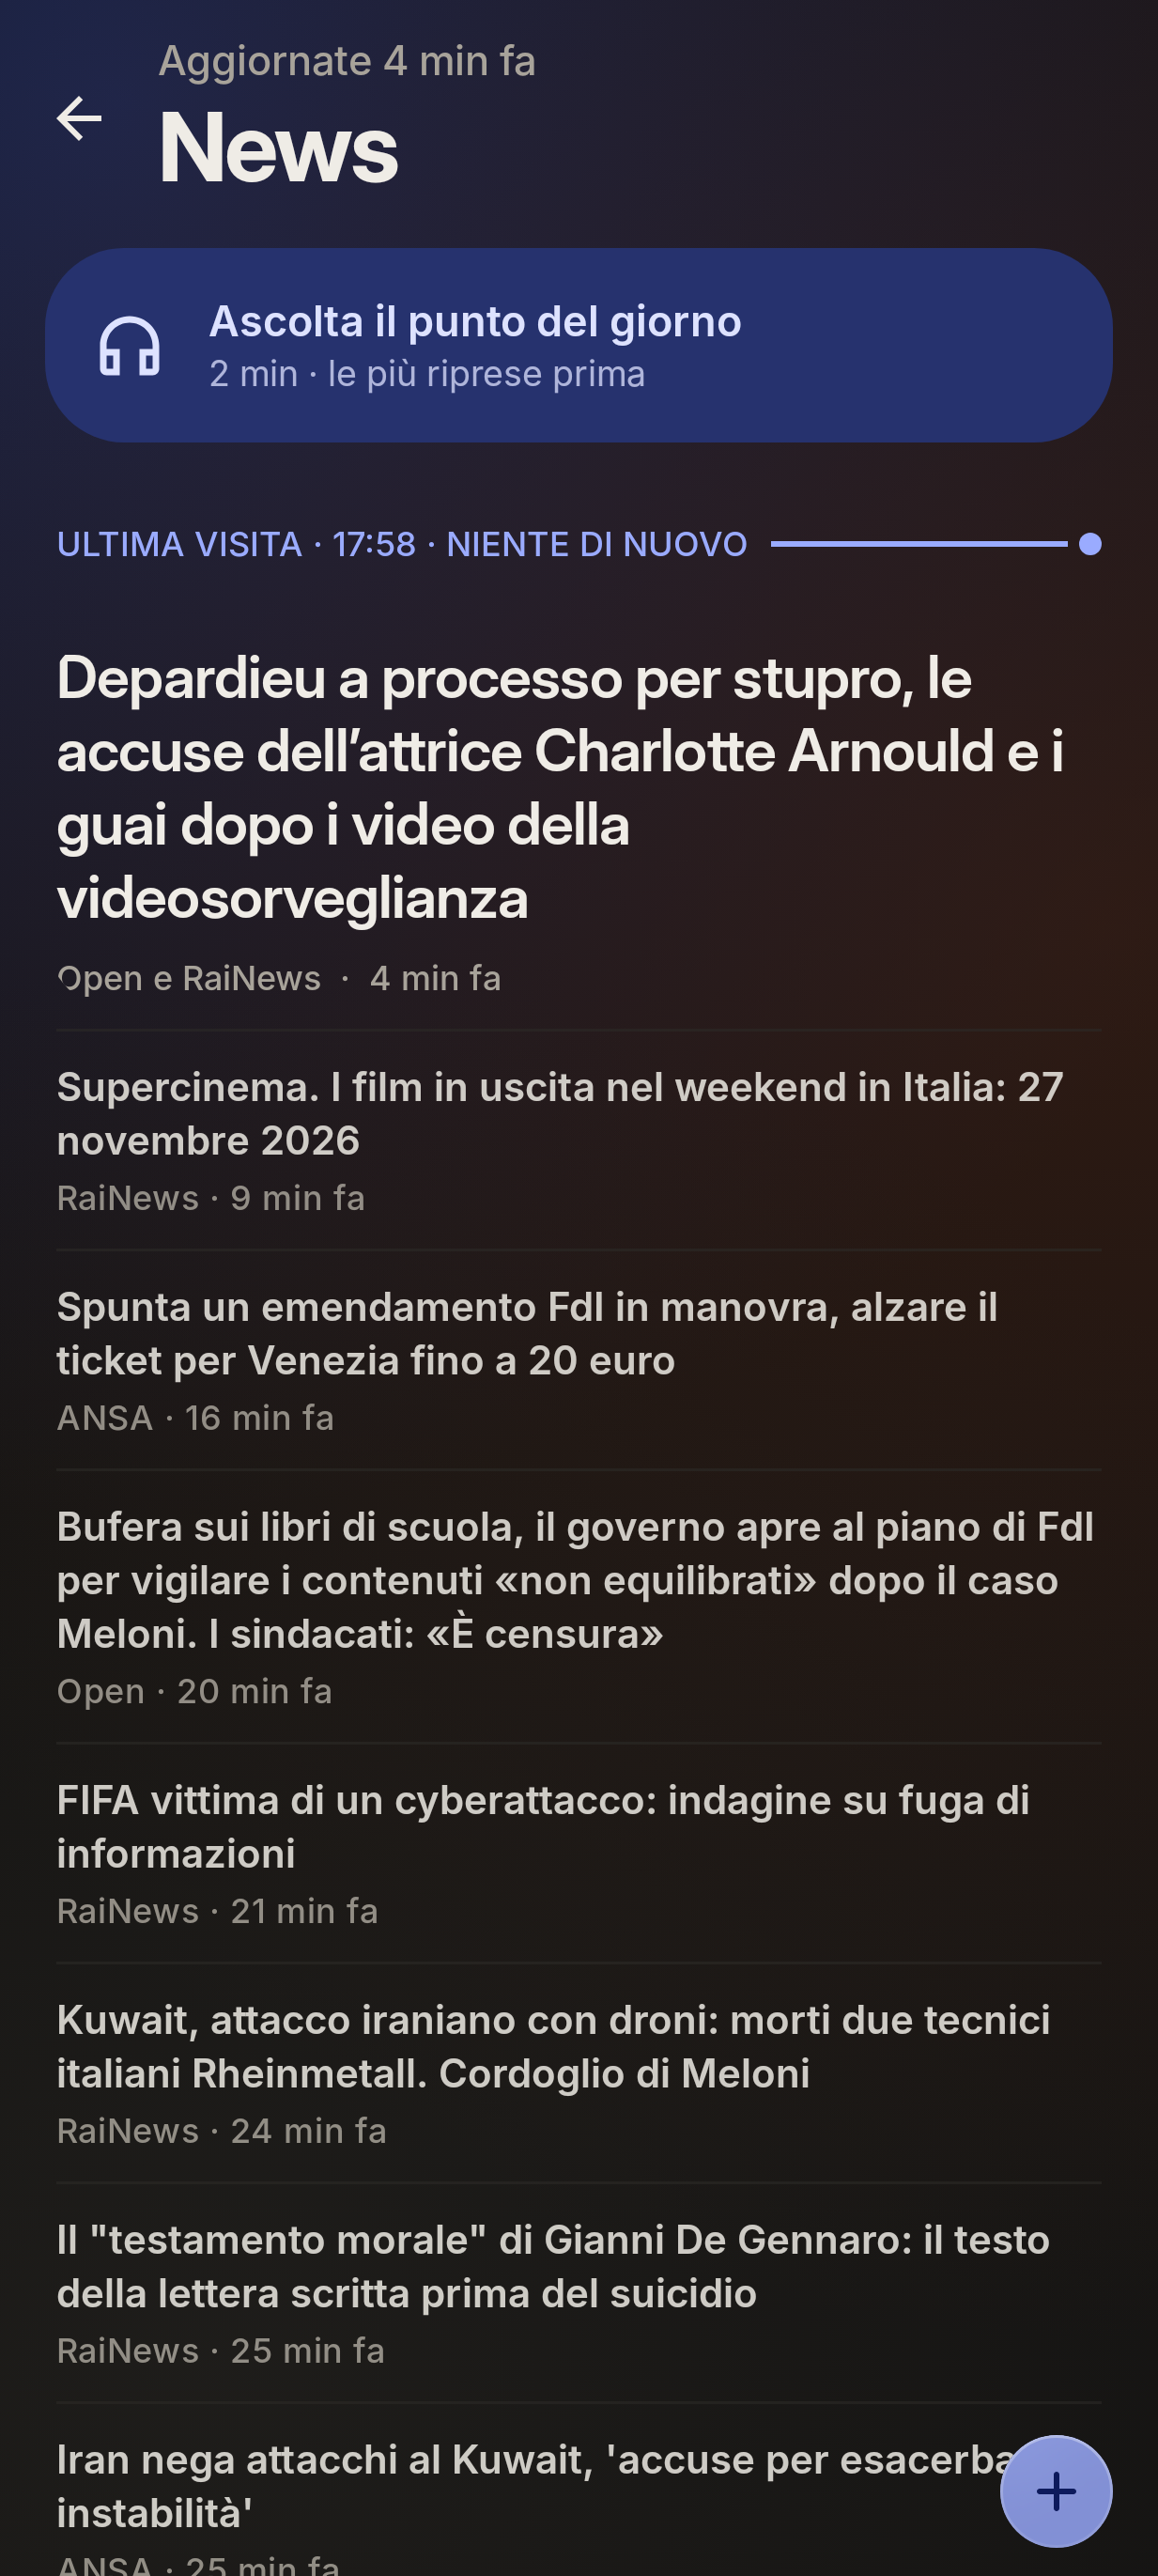 Aggiornate 4 min fa
News
Ascolta il punto del giorno
2 min · le più riprese prima
ULTIMA VISITA · 17:58 · NIENTE DI NUOVO
Depardieu a processo per stupro, le
accuse dell’attrice Charlotte Arnould e i
guai dopo i video della
videosorveglianza
Open e RaiNews · 4 min fa
Supercinema. I film in uscita nel weekend in Italia: 27
novembre 2026
RaiNews · 9 min fa
Spunta un emendamento FdI in manovra, alzare il
ticket per Venezia fino a 20 euro
ANSA · 16 min fa
Bufera sui libri di scuola, il governo apre al piano di FdI
per vigilare i contenuti «non equilibrati» dopo il caso
Meloni. I sindacati: «È censura»
Open · 20 min fa
FIFA vittima di un cyberattacco: indagine su fuga di
informazioni
RaiNews · 21 min fa
Kuwait, attacco iraniano con droni: morti due tecnici
italiani Rheinmetall. Cordoglio di Meloni
RaiNews · 24 min fa
Il "testamento morale" di Gianni De Gennaro: il testo
della lettera scritta prima del suicidio
RaiNews · 25 min fa
Iran nega attacchi al Kuwait, 'accuse per
instabilità'
ANSA · 25 min fa